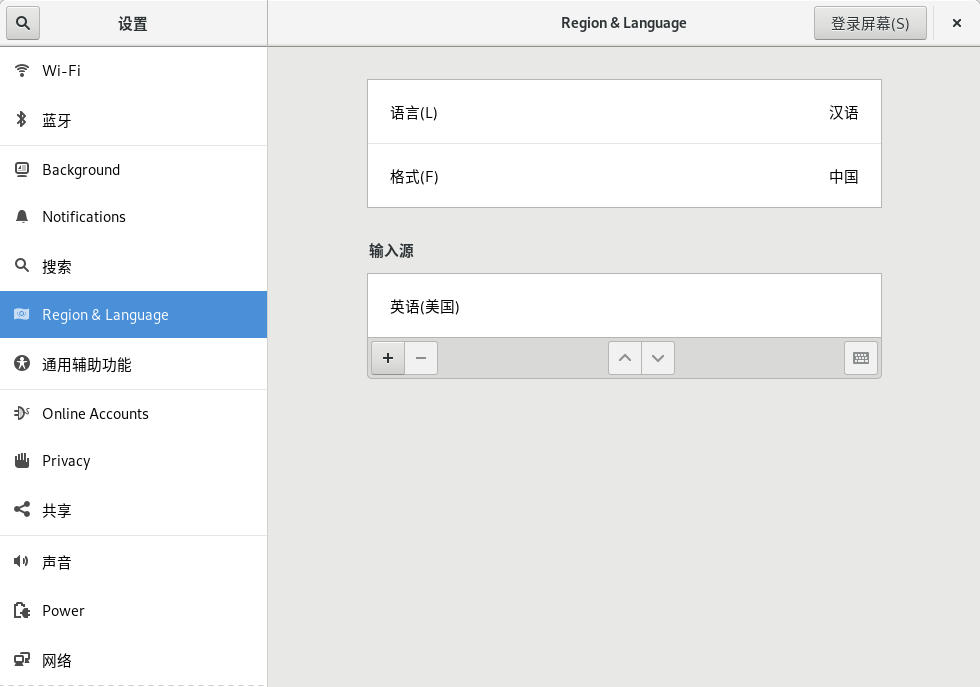 设置
Region & Language
登录屏幕(S)
Wi-Fi
蓝牙
Background
Notifications
搜索
Region & Language
通用辅助功能
Online Accounts
Privacy
共享
声音
Power
网络
语言(L)
汉语
格式(F)
中国
输入源
英语(美国)